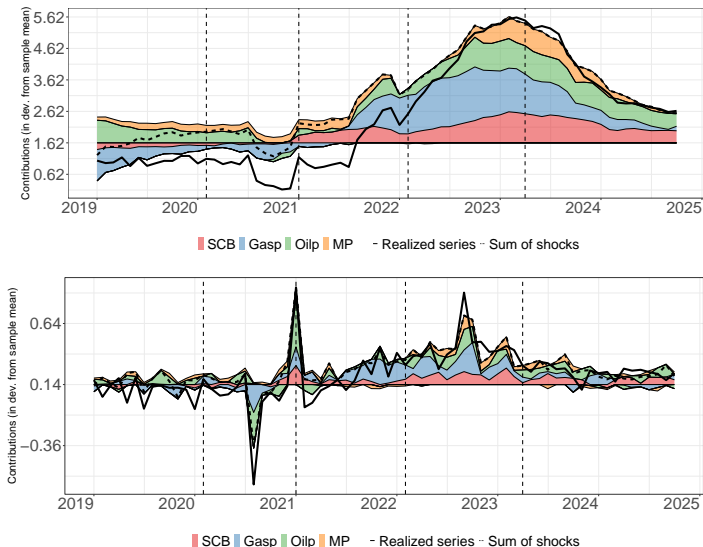 Contributions (in dev. from sample mean)
5.62
4.62
3.62
2.62
1.62
0.62
2019 2020 2021 2022 2023 2024 2025
SCB Gasp Oilp MP - Realized series -- Sum of shocks
Contributions (in dev. from sample mean)
0.64
0.14
−0.36
2019 2020 2021 2022 2023 2024 2025
SCB Gasp Oilp MP - Realized series -- Sum of shocks